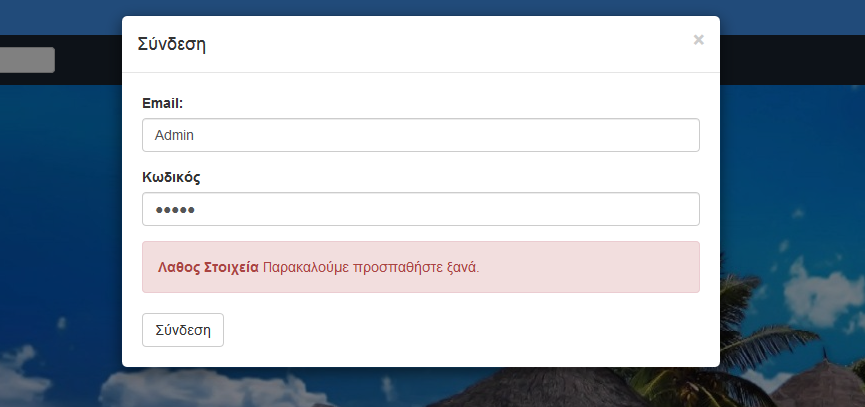 Σύνδεση
×
Email:
Admin
Κωδικός
●●●●●
Λαθος Στοιχεία Παρακαλούμε προσπαθήστε ξανά.
Σύνδεση